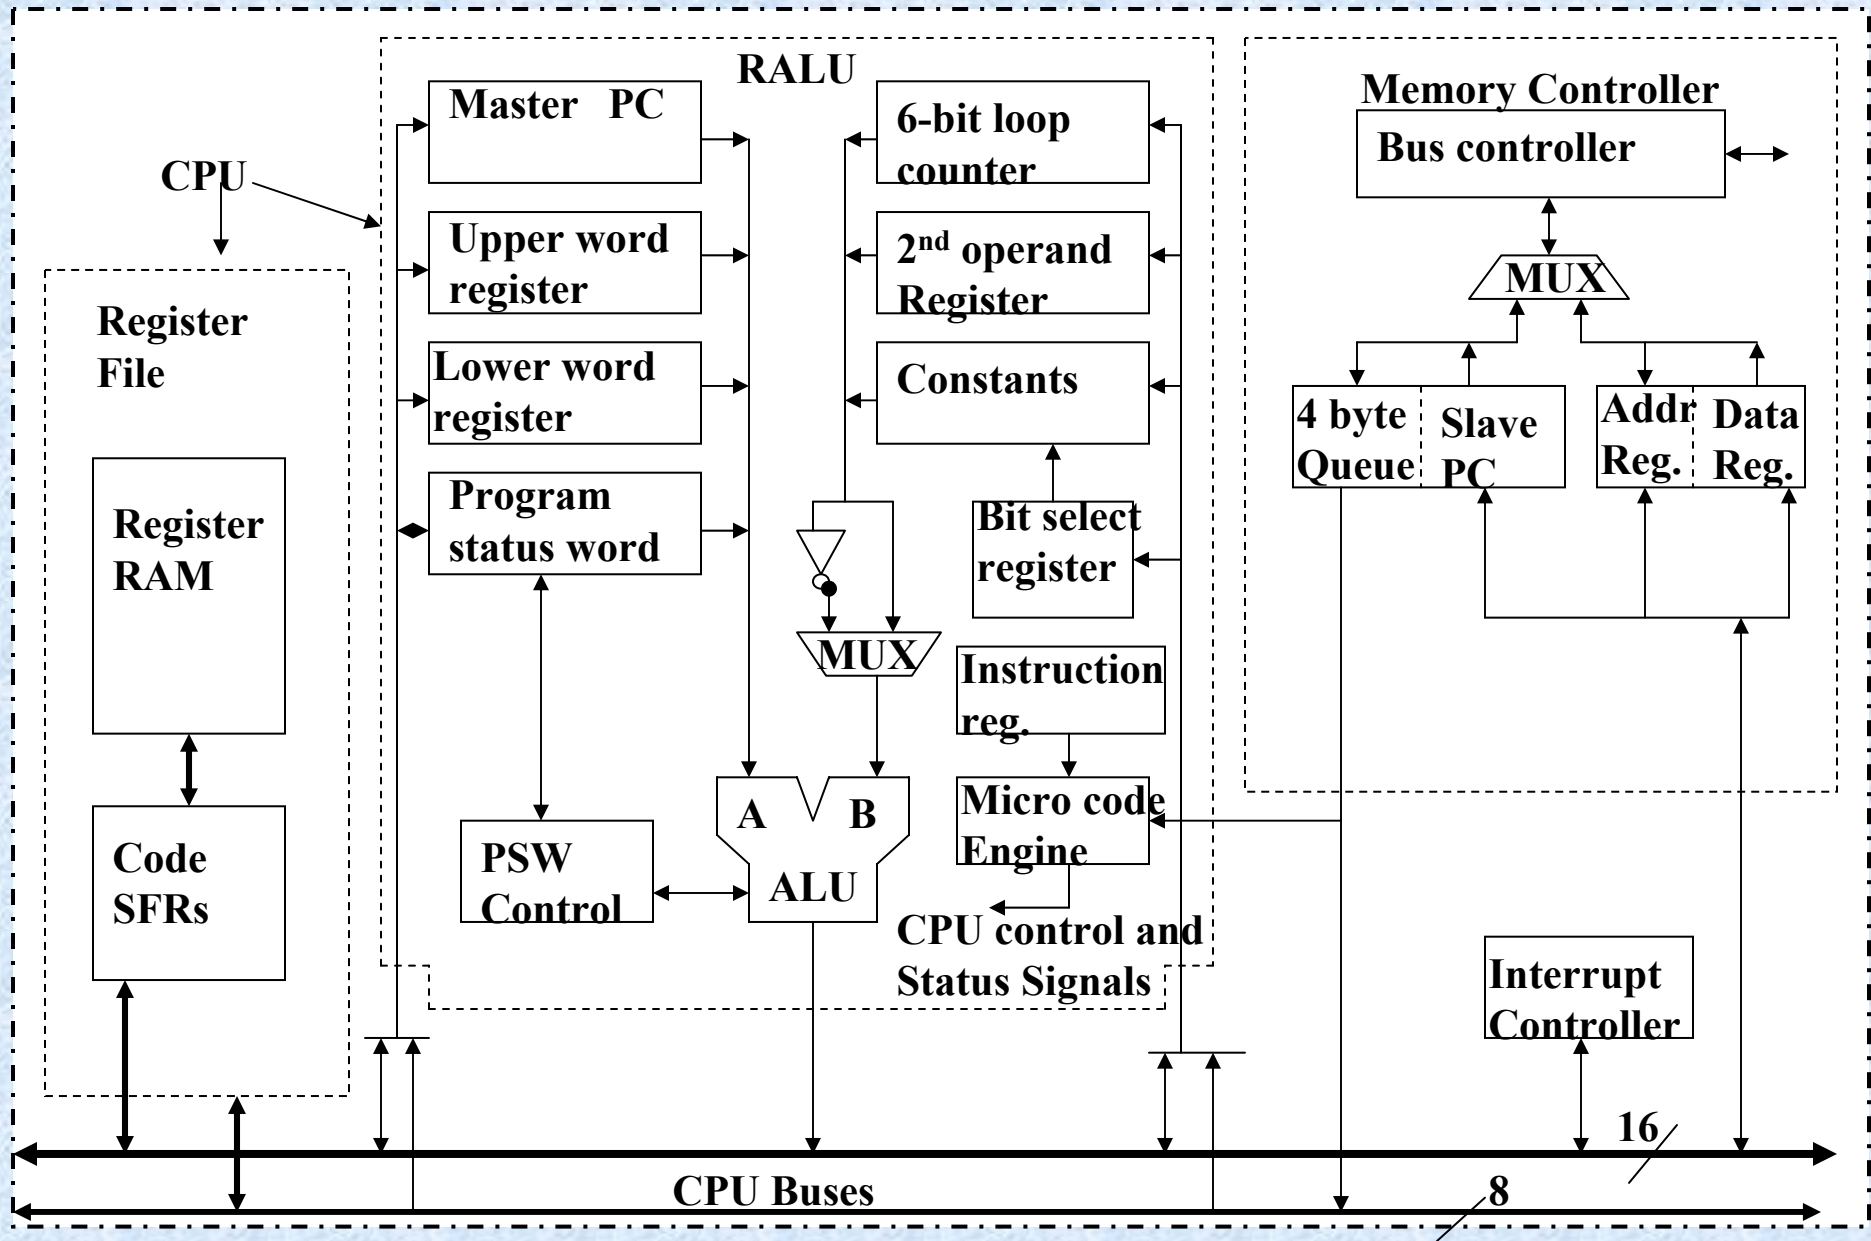 RALU
Master PC
6-bit loop
counter
Memory Controller
Bus controller
CPU
Upper word
register
2nd operand
Register
MUX
Register
File
Lower word
register
Constants
4 byte
Queue
Slave
PC
Addr
Reg.
Data
Reg.
Register
RAM
Program
status word
Bit select
register
MUX
Instruction
reg.
A
B
ALU
Micro code
Engine
Code
SFRs
PSW
Control
CPU control and
Status Signals
Interrupt
Controller
16
CPU Buses
8